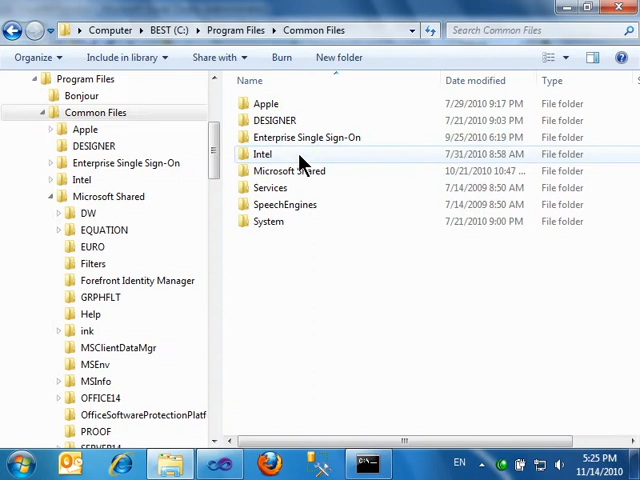 Computer ▸ BEST (C:) ▸ Program Files ▸ Common Files
Search Common Files
Organize Include in library Share with Burn New folder
Name Date modified Type
Program Files
Bonjour
Common Files
Apple
DESIGNER
Enterprise Single Sign-On
Intel
Microsoft Shared
DW
EQUATION
EURO
Filters
Forefront Identity Manager
GRPHFLT
Help
ink
MSClientDataMgr
MSEnv
MSInfo
OFFICE14
OfficeSoftwareProtectionPlatf
PROOF
SERVER14
Apple 7/29/2010 9:17 PM File folder
DESIGNER 7/21/2010 9:03 PM File folder
Enterprise Single Sign-On 9/25/2010 6:19 PM File folder
Intel 7/31/2010 8:58 AM File folder
Microsoft Shared 10/21/2010 10:47 ... File folder
Services 7/14/2009 8:50 AM File folder
SpeechEngines 7/14/2009 8:50 AM File folder
System 7/21/2010 9:00 PM File folder
EN
5:25 PM
11/14/2010